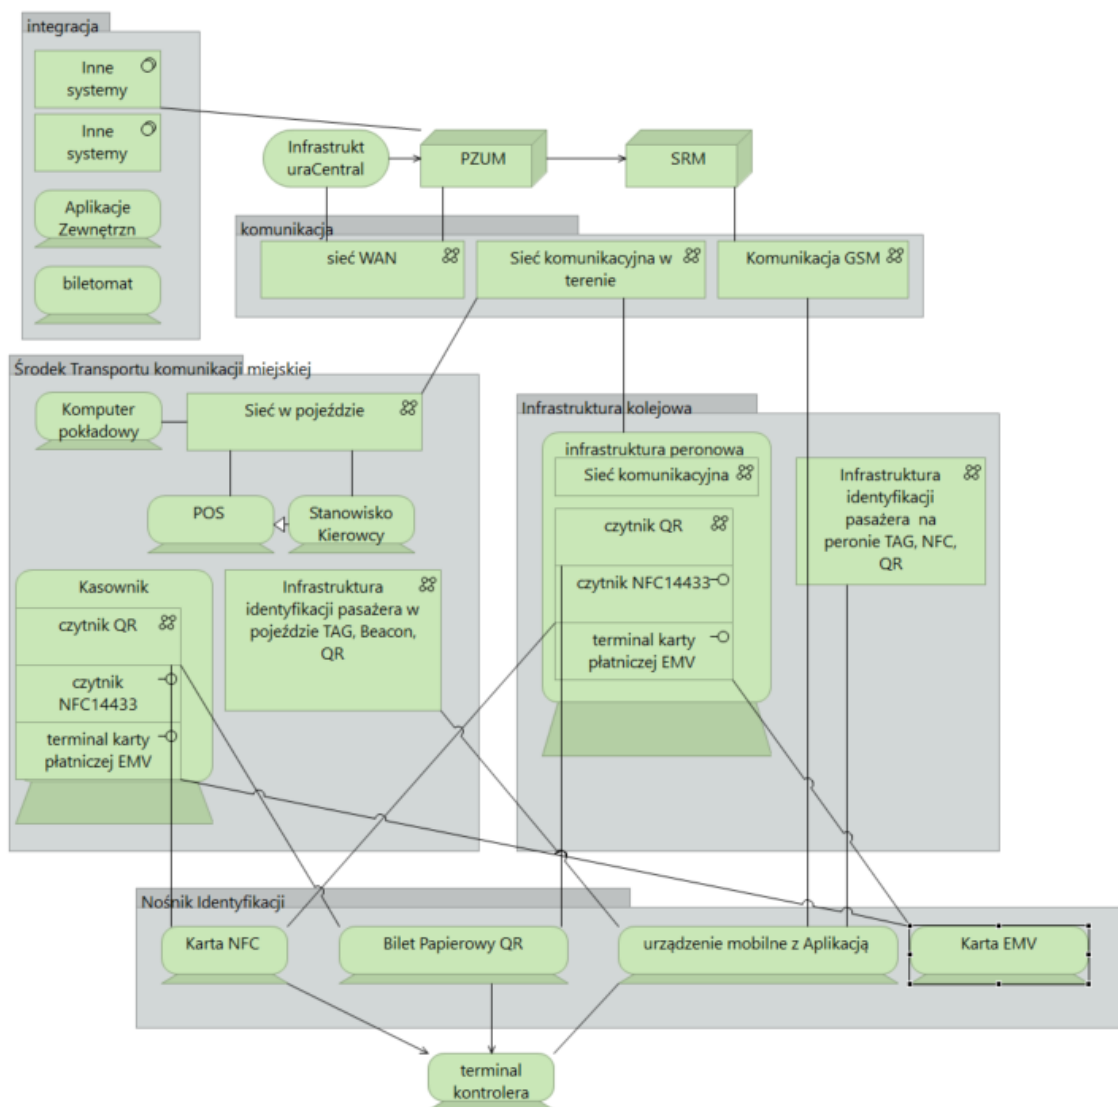 integracja
Inne
systemy
Inne
systemy
Aplikacje
Zewnętrzn
biletomat
Infrastrukt
uraCentral
PZUM
SRM
komunikacja
sieć WAN
Sieć komunikacyjna w
terenie
Komunikacja GSM
Środek Transportu komunikacji miejskiej
Komputer
pokładowy
Sieć w pojeździe
POS
Stanowisko
Kierowcy
Kasownik
czytnik QR
czytnik
NFC14433
terminal karty
płatniczej EMV
Infrastruktura
identyfikacji pasażera w
pojeździe TAG, Beacon,
QR
Infrastruktura kolejowa
infrastruktura peronowa
Sieć komunikacyjna
czytnik QR
czytnik NFC14433
terminal karty
płatniczej EMV
Infrastruktura
identyfikacji
pasażera na
peronie TAG, NFC,
QR
Nośnik Identyfikacji
Karta NFC
Bilet Papierowy QR
urządzenie mobilne z Aplikacją
Karta EMV
terminal
kontrolera